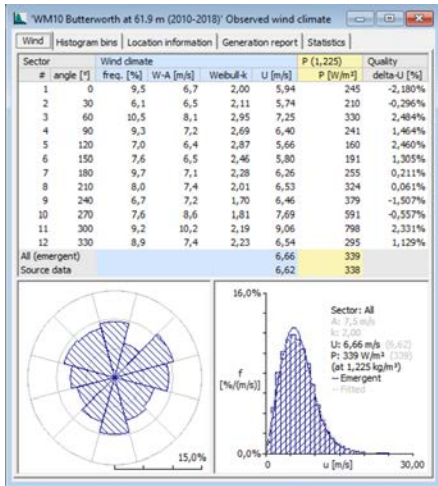 'WM10 Butterworth at 61.9 m (2010-2018)' Observed wind climate
Wind Histogram bins Location information Generation report Statistics
Sector Wind climate P (1,225) Quality
# angle [°] freq. [%] W-A [m/s] Weibull-k U [m/s] P [W/m²] delta-U [%]
1 0 9,5 6,7 2,00 5,94 245 -2,180%
2 30 6,1 6,5 2,11 5,74 210 -0,296%
3 60 10,5 8,1 2,95 7,25 330 2,484%
4 90 9,3 7,2 2,69 6,40 241 1,464%
5 120 7,0 6,4 2,87 5,66 160 2,460%
6 150 7,6 6,5 2,46 5,80 191 1,305%
7 180 9,7 7,1 2,28 6,26 255 0,211%
8 210 8,0 7,4 2,01 6,53 324 0,061%
9 240 6,7 7,2 1,70 6,46 379 -1,507%
10 270 7,6 8,6 1,81 7,69 591 -0,557%
11 300 9,2 10,2 2,19 9,06 798 2,331%
12 330 8,9 7,4 2,23 6,54 295 1,129%
All (emergent) 6,66 339
Source data 6,62 338
15,0%
16,0%
Sector: All
A: 7,5 m/s
k: 2,00
U: 6,66 m/s (6,62)
P: 339 W/m² (339)
(at 1,225 kg/m³)
Emergent
Fitted
f
[%/(m/s)]
0,0%
0 u [m/s] 30,00